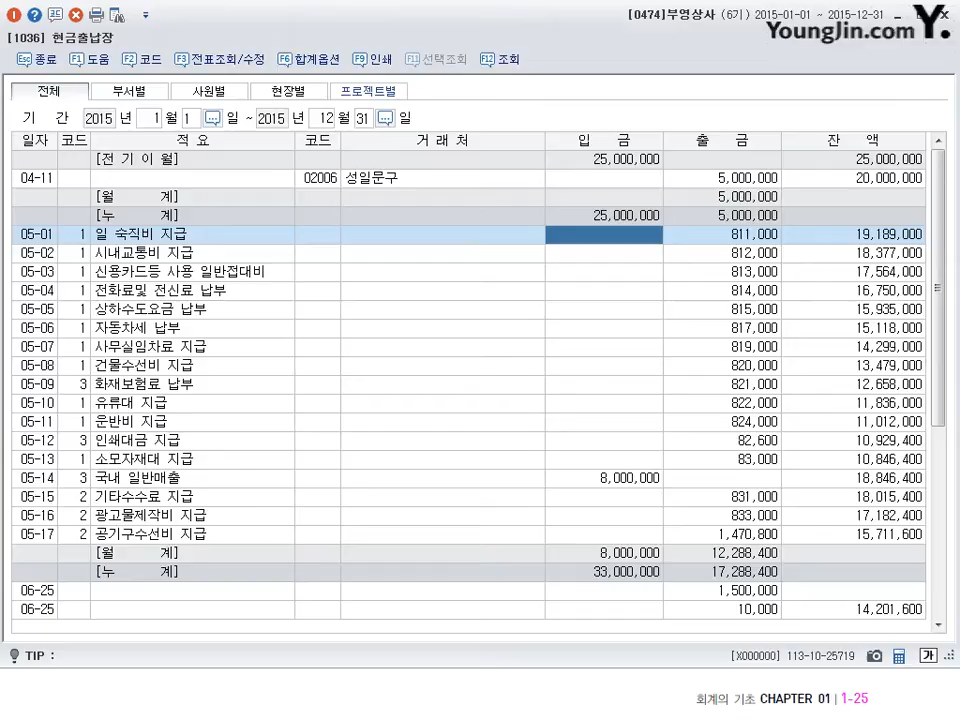 [0474]부영상사 (6기) 2015-01-01 ~ 2015-12-31
YoungJin.com Y.
[1036] 현금출납장
Esc 종료 F1 도움 F2 코드 F3 전표조회/수정 F6 합계옵션 F9 인쇄 F11 선택조회 F12 조회
전체 부서별 사원별 현장별 프로젝트별
기 간 2015 년 1 월 1 일 ~ 2015 년 12 월 31 일
일자 코드 적 요 코드 거 래 처 입 금 출 금 잔 액
[전 기 이 월] 25,000,000 25,000,000
04-11 02006 성일문구 5,000,000 20,000,000
[월 계] 5,000,000
[누 계] 25,000,000 5,000,000
05-01 1 일 숙직비 지급 811,000 19,189,000
05-02 1 시내교통비 지급 812,000 18,377,000
05-03 1 신용카드등 사용 일반접대비 813,000 17,564,000
05-04 1 전화료및 전신료 납부 814,000 16,750,000
05-05 1 상하수도요금 납부 815,000 15,935,000
05-06 1 자동차세 납부 817,000 15,118,000
05-07 1 사무실임차료 지급 819,000 14,299,000
05-08 1 건물수선비 지급 820,000 13,479,000
05-09 3 화재보험료 납부 821,000 12,658,000
05-10 1 유류대 지급 822,000 11,836,000
05-11 1 운반비 지급 824,000 11,012,000
05-12 3 인쇄대금 지급 82,600 10,929,400
05-13 1 소모자재대 지급 83,000 10,846,400
05-14 3 국내 일반매출 8,000,000 18,846,400
05-15 2 기타수수료 지급 831,000 18,015,400
05-16 2 광고물제작비 지급 833,000 17,182,400
05-17 2 공기구수선비 지급 1,470,800 15,711,600
[월 계] 8,000,000 12,288,400
[누 계] 33,000,000 17,288,400
06-25 1,500,000
06-25 10,000 14,201,600
TIP : [X000000] 113-10-25719 가
회계의 기초 CHAPTER 01 | 1-25